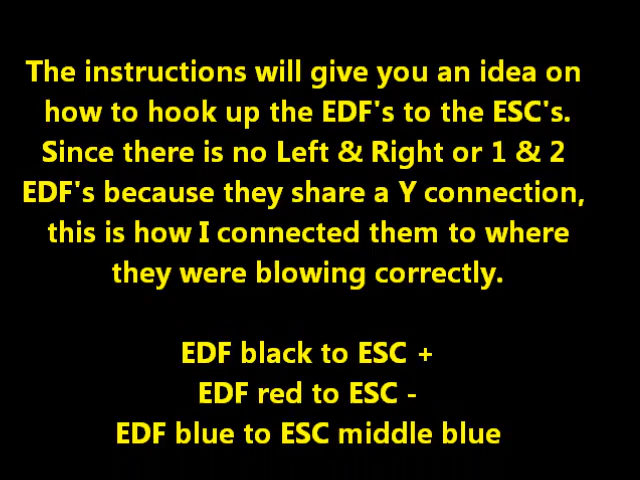 The instructions will give you an idea on
how to hook up the EDF's to the ESC's.
Since there is no Left & Right or 1 & 2
EDF's because they share a Y connection,
this is how I connected them to where
they were blowing correctly.
EDF black to ESC +
EDF red to ESC -
EDF blue to ESC middle blue